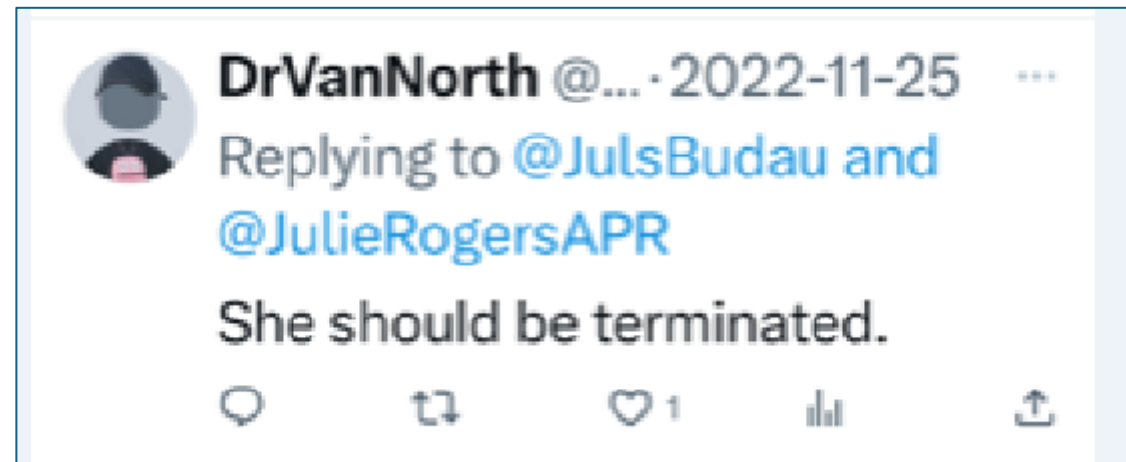 DrVanNorth @... · 2022-11-25 ...
Replying to @JulsBudau and
@JulieRogersAPR
She should be terminated.
1